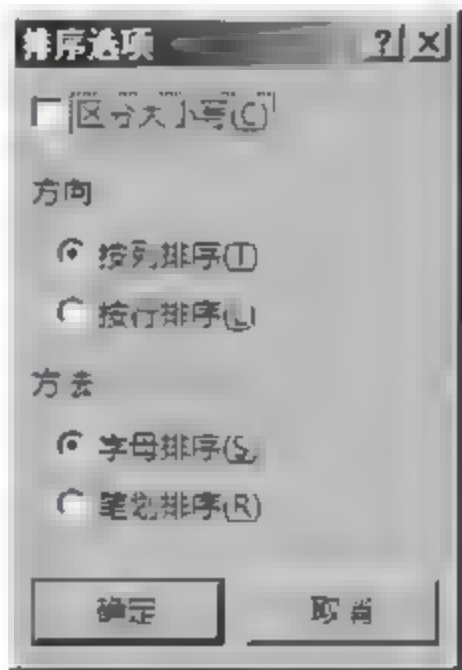 排序选项 ? ×
区分大小写(C)
方向
按列排序(T)
按行排序(L)
方法
字母排序(S)
笔划排序(R)
确定 取消